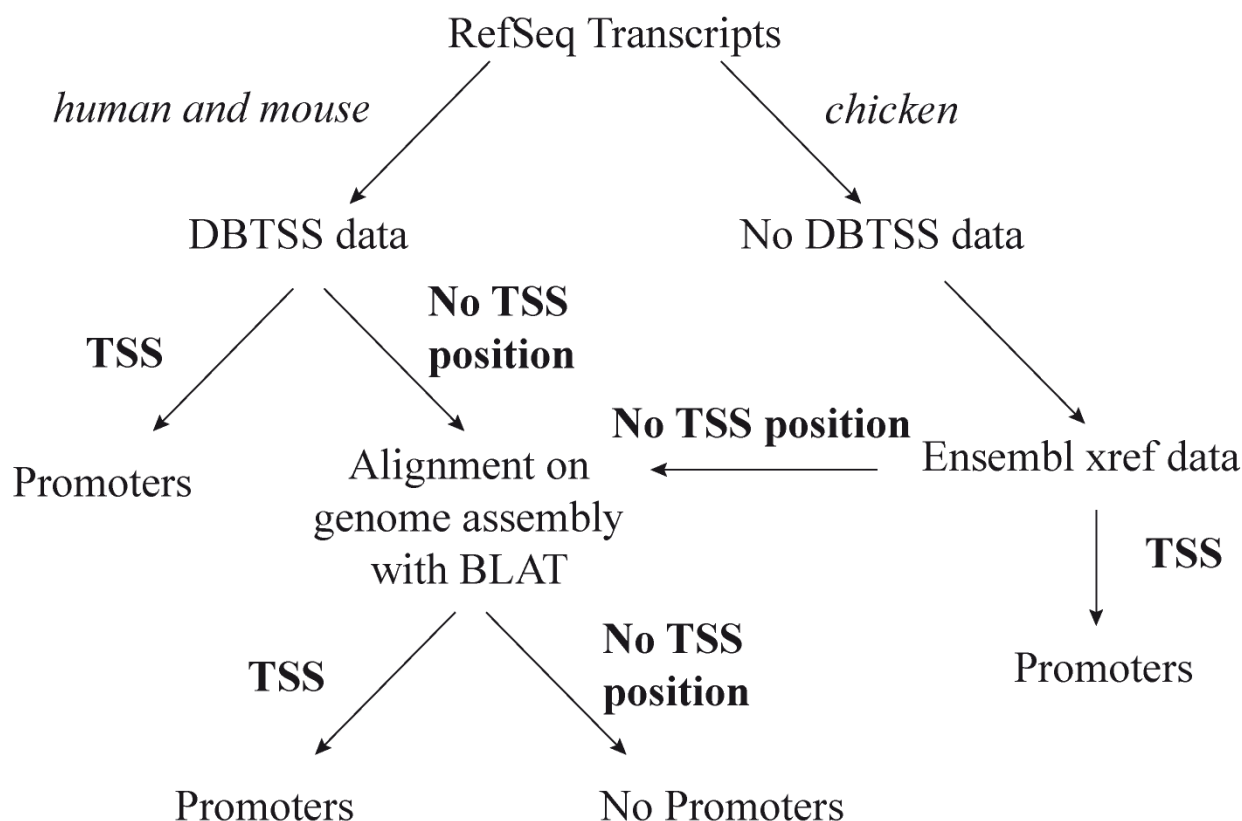 RefSeq Transcripts
human and mouse
chicken
DBTSS data
No DBTSS data
TSS
No TSS
position
No TSS position
Promoters
Alignment on
genome assembly
with BLAT
Ensembl xref data
TSS
TSS
No TSS
position
Promoters
Promoters
No Promoters